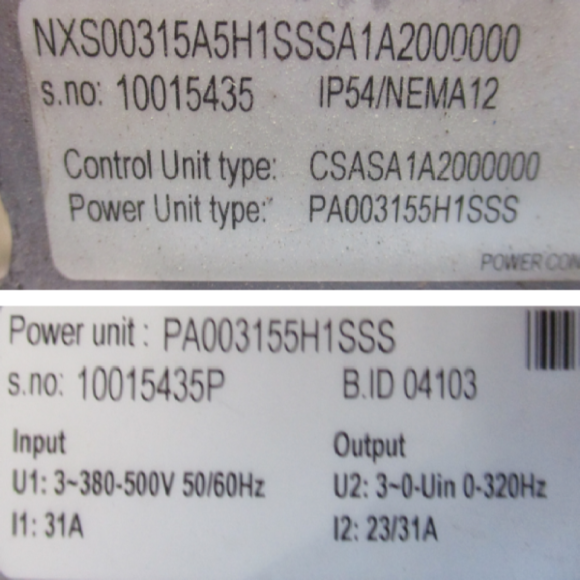 NXS00315A5H1SSSA1A2000000
s.no: 10015435 IP54/NEMA12
Control Unit type: CSASA1A2000000
Power Unit type: PA003155H1SSS
POWER CON
Power unit : PA003155H1SSS
s.no: 10015435P B.ID 04103
Input Output
U1: 3~380-500V 50/60Hz U2: 3~0-Uin 0-320Hz
I1: 31A I2: 23/31A